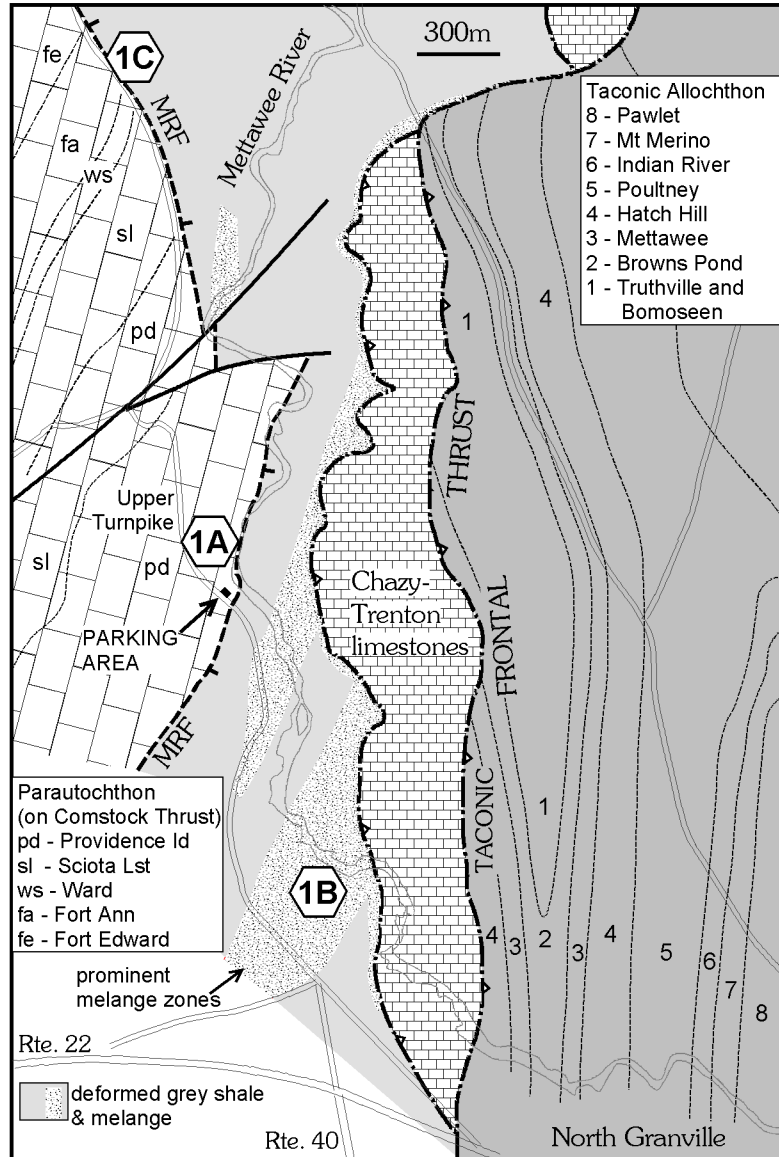 1C
300m
fe
MRF
Mettawee River
fa
ws
sl
pd
Taconic Allochthon
8 - Pawlet
7 - Mt Merino
6 - Indian River
5 - Poultney
4 - Hatch Hill
3 - Mettawee
2 - Browns Pond
1 - Truthville and
Bomoseen
1
4
THRUST
Upper
Turnpike
1A
sl
pd
PARKING
AREA
Chazy-
Trenton
limestones
FRONTAL
MRF
TACONIC
1
Parautochthon
(on Comstock Thrust)
pd - Providence Id
sl - Sciota Lst
ws - Ward
fa - Fort Ann
fe - Fort Edward
1B
4
3
2
3
4
5
6
7
8
prominent
melange zones
Rte. 22
deformed grey shale
& melange
Rte. 40
North Granville